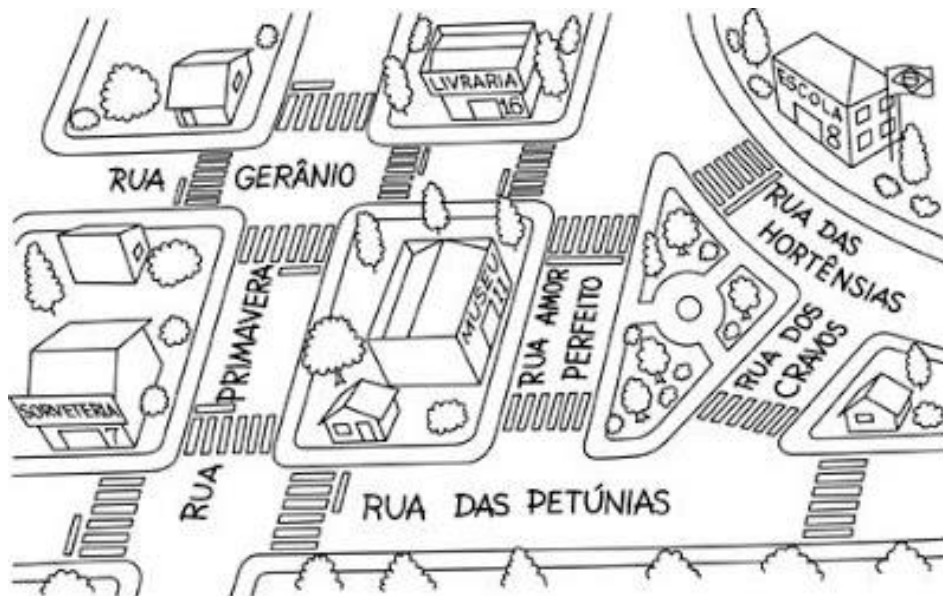 LIVRARIA
16
ESCOLA
8
RUA GERÂNIO
RUA DAS
HORTÊNSIAS
MUSEU
111
RUA AMOR
PERFEITO
RUA DOS
CRAVOS
SORVETERIA
7
RUA PRIMAVERA
RUA DAS PETÚNIAS